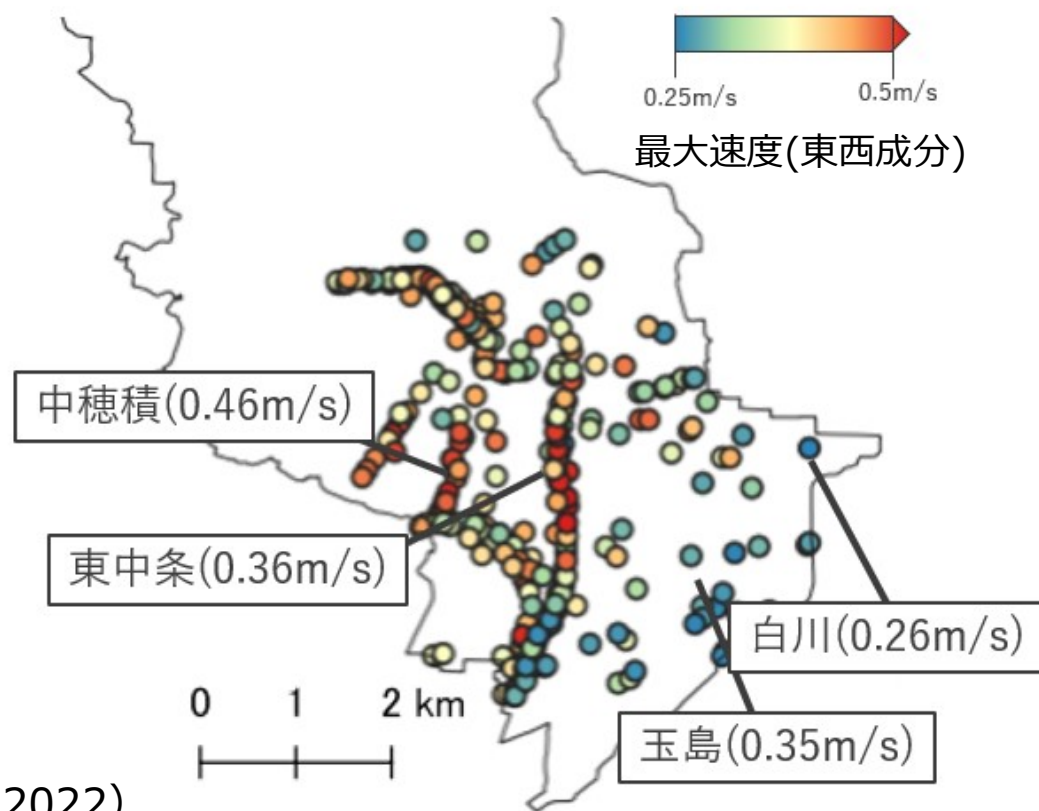 0.25m/s
0.5m/s
最大速度(東西成分)
中穂積(0.46m/s)
東中条(0.36m/s)
白川(0.26m/s)
玉島(0.35m/s)
0 1 2 km
2022)